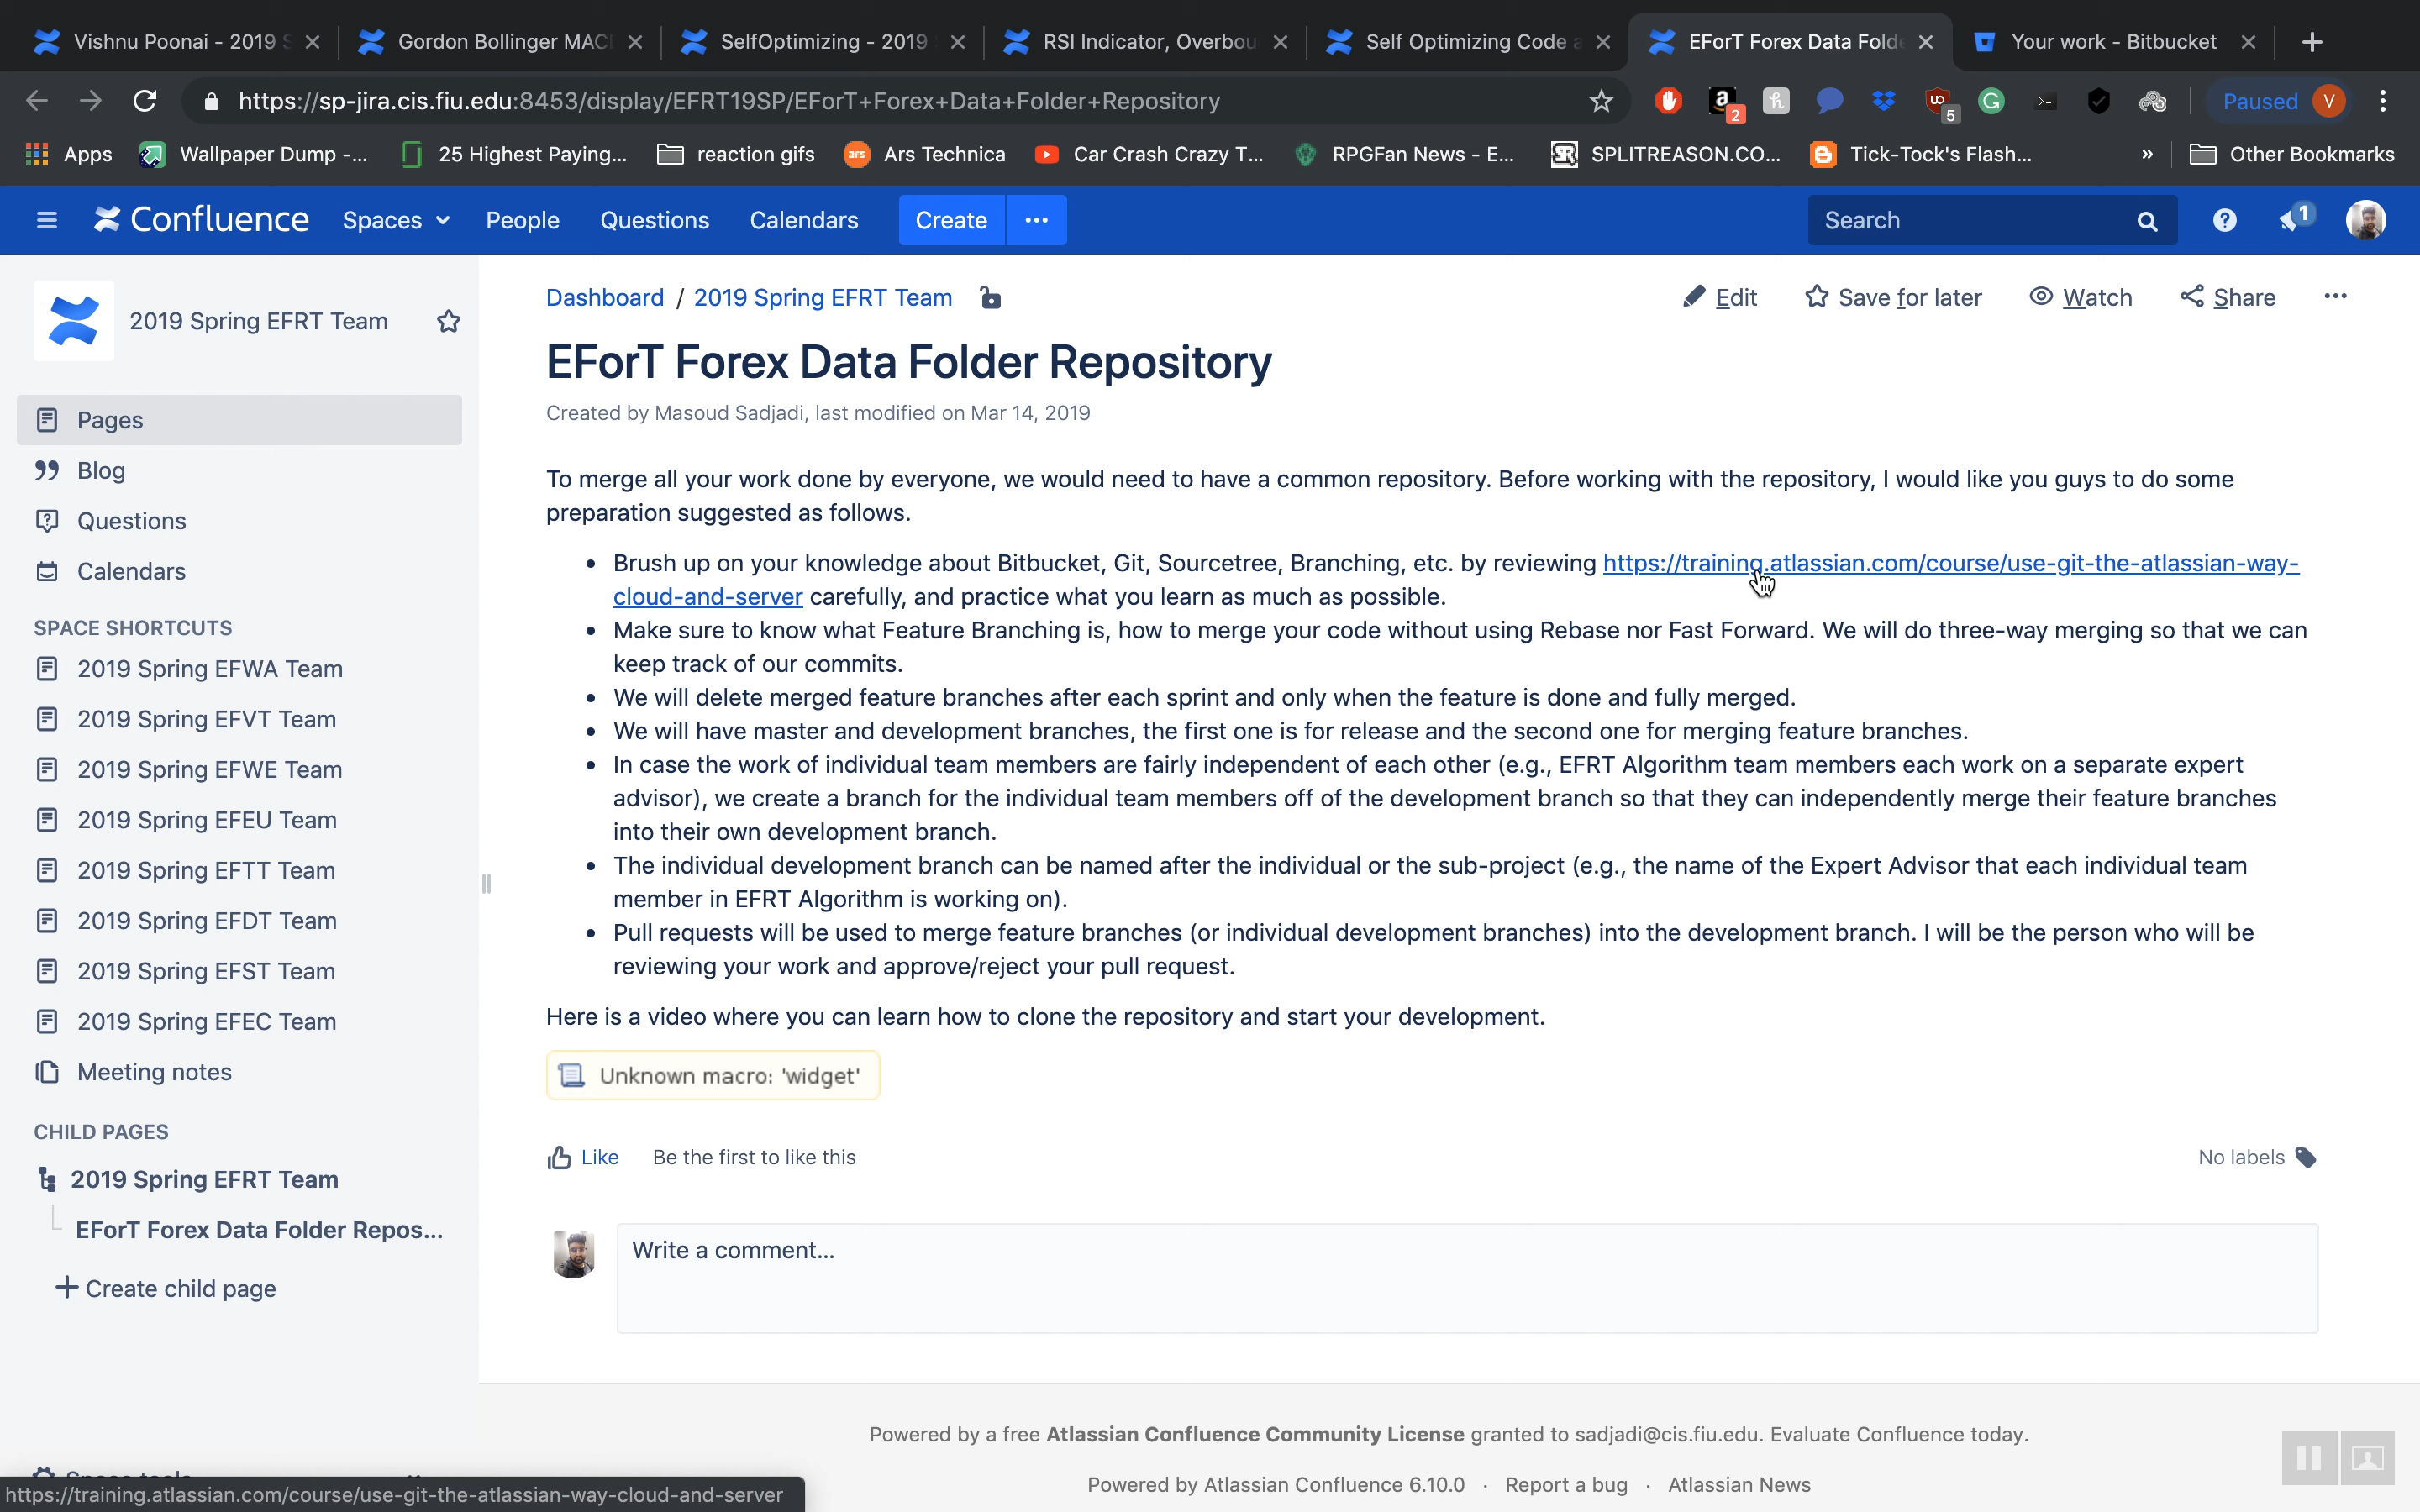 Vishnu Poonai - 2019 S
Gordon Bollinger MAC
SelfOptimizing - 2019
RSI Indicator, Overbou
Self Optimizing Code a
EForT Forex Data Folde
Your work - Bitbucket
https://sp-jira.cis.fiu.edu:8453/display/EFRT19SP/EForT+Forex+Data+Folder+Repository
2
5
Paused
V
Apps
Wallpaper Dump -...
25 Highest Paying...
reaction gifs
ars
Ars Technica
Car Crash Crazy T...
RPGFan News - E...
SR
SPLITREASON.CO...
Tick-Tock's Flash...
»
Other Bookmarks
Confluence
Spaces
People
Questions
Calendars
Create
Search
1
2019 Spring EFRT Team
Pages
Blog
Questions
Calendars
SPACE SHORTCUTS
2019 Spring EFWA Team
2019 Spring EFVT Team
2019 Spring EFWE Team
2019 Spring EFEU Team
2019 Spring EFTT Team
2019 Spring EFDT Team
2019 Spring EFST Team
2019 Spring EFEC Team
Meeting notes
CHILD PAGES
2019 Spring EFRT Team
EForT Forex Data Folder Repos...
+ Create child page
https://training.atlassian.com/course/use-git-the-atlassian-way-cloud-and-server
Dashboard / 2019 Spring EFRT Team
Edit
Save for later
Watch
Share
EForT Forex Data Folder Repository
Created by Masoud Sadjadi, last modified on Mar 14, 2019
To merge all your work done by everyone, we would need to have a common repository. Before working with the repository, I would like you guys to do some
preparation suggested as follows.
• Brush up on your knowledge about Bitbucket, Git, Sourcetree, Branching, etc. by reviewing https://training.atlassian.com/course/use-git-the-atlassian-way-
cloud-and-server carefully, and practice what you learn as much as possible.
• Make sure to know what Feature Branching is, how to merge your code without using Rebase nor Fast Forward. We will do three-way merging so that we can
keep track of our commits.
• We will delete merged feature branches after each sprint and only when the feature is done and fully merged.
• We will have master and development branches, the first one is for release and the second one for merging feature branches.
• In case the work of individual team members are fairly independent of each other (e.g., EFRT Algorithm team members each work on a separate expert
advisor), we create a branch for the individual team members off of the development branch so that they can independently merge their feature branches
into their own development branch.
• The individual development branch can be named after the individual or the sub-project (e.g., the name of the Expert Advisor that each individual team
member in EFRT Algorithm is working on).
• Pull requests will be used to merge feature branches (or individual development branches) into the development branch. I will be the person who will be
reviewing your work and approve/reject your pull request.
Here is a video where you can learn how to clone the repository and start your development.
Unknown macro: 'widget'
Like
Be the first to like this
No labels
Write a comment...
Powered by a free Atlassian Confluence Community License granted to sadjadi@cis.fiu.edu. Evaluate Confluence today.
Powered by Atlassian Confluence 6.10.0 · Report a bug · Atlassian News